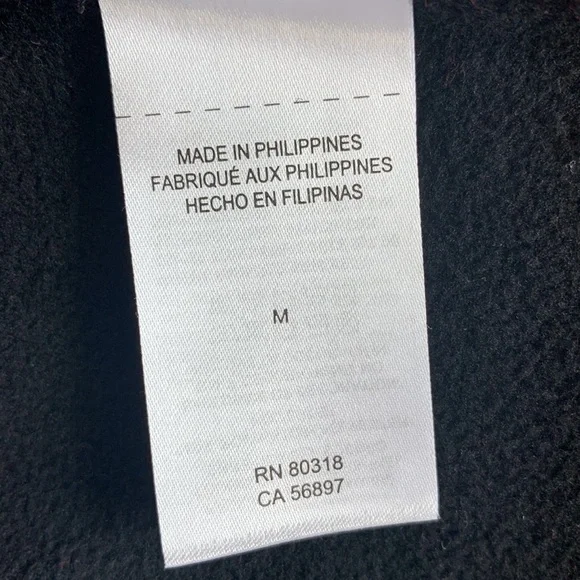 MADE IN PHILIPPINES
FABRIQUÉ AUX PHILIPPINES
HECHO EN FILIPINAS
M
RN 80318
CA 56897